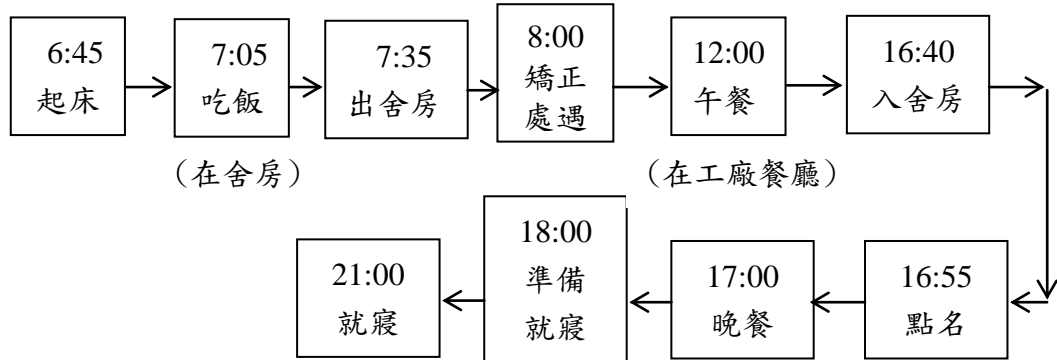 6:45
起床
7:05
吃飯
7:35
出舍房
8:00
矯正
處遇
12:00
午餐
16:40
入舍房
(在舍房)
(在工廠餐廳)
16:55
點名
17:00
晚餐
18:00
準備
就寢
21:00
就寢